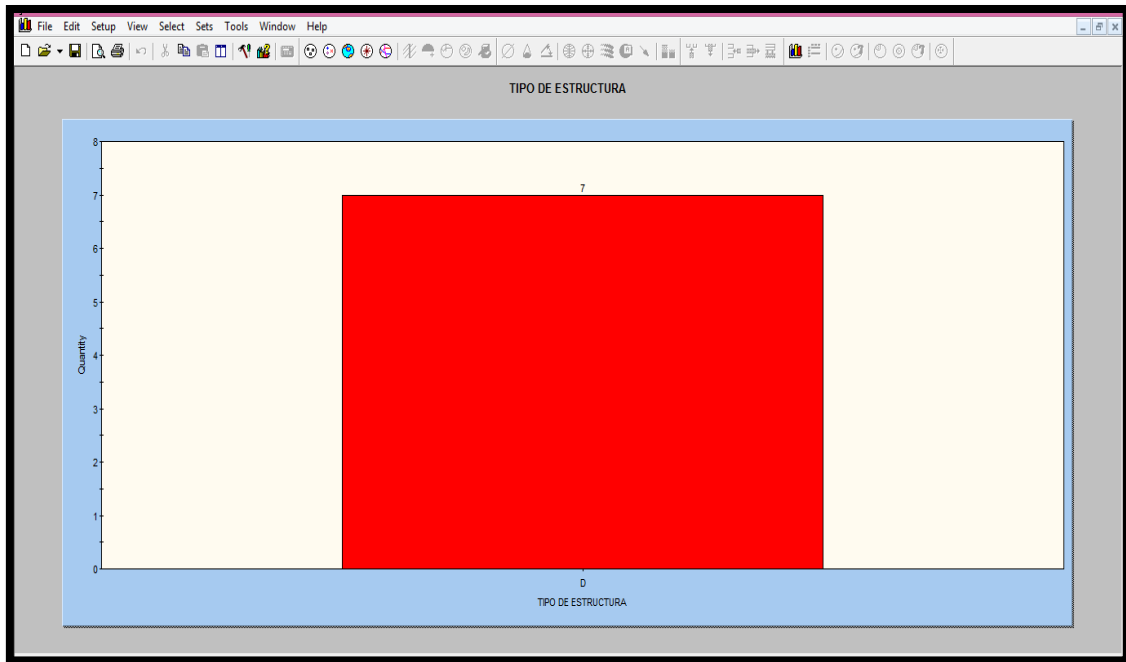 File Edit Setup View Select Sets Tools Window Help
TIPO DE ESTRUCTURA
8
7
7
6
5
Quantity
4
3
2
1
0
D
TIPO DE ESTRUCTURA